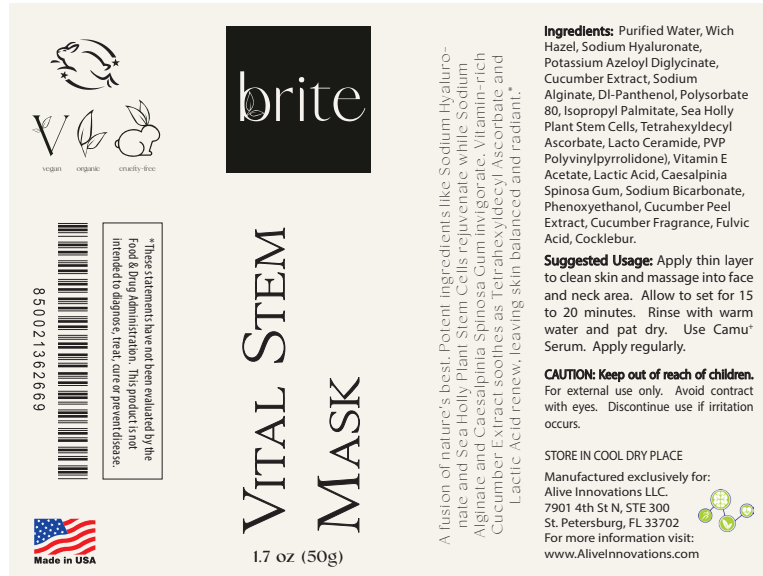 vegan organic cruelty-free
850021362669
*These statements have not been evaluated by the
Food & Drug Administration. This product is not
intended to diagnose, treat, cure or prevent disease.
Made in USA
brite
VITAL STEM
MASK
1.7 oz (50g)
A fusion of nature's best. Potent ingredients like Sodium Hyaluro-
nate and Sea Holly Plant Stem Cells rejuvenate while Sodium
Alginate and Caesalpinia Spinosa Gum invigorate. Vitamin-rich
Cucumber Extract soothes as Tetrahexyldecyl Ascorbate and
Lactic Acid renew, leaving skin balanced and radiant.*
Ingredients: Purified Water, Wich
Hazel, Sodium Hyaluronate,
Potassium Azeloyl Diglycinate,
Cucumber Extract, Sodium
Alginate, Dl-Panthenol, Polysorbate
80, Isopropyl Palmitate, Sea Holly
Plant Stem Cells, Tetrahexyldecyl
Ascorbate, Lacto Ceramide, PVP
Polyvinylpyrrolidone), Vitamin E
Acetate, Lactic Acid, Caesalpinia
Spinosa Gum, Sodium Bicarbonate,
Phenoxyethanol, Cucumber Peel
Extract, Cucumber Fragrance, Fulvic
Acid, Cocklebur.
Suggested Usage: Apply thin layer
to clean skin and massage into face
and neck area. Allow to set for 15
to 20 minutes. Rinse with warm
water and pat dry. Use Camu+
Serum. Apply regularly.
CAUTION: Keep out of reach of children.
For external use only. Avoid contract
with eyes. Discontinue use if irritation
occurs.
STORE IN COOL DRY PLACE
Manufactured exclusively for:
Alive Innovations LLC.
7901 4th St N, STE 300
St. Petersburg, FL 33702
For more information visit:
www.AliveInnovations.com